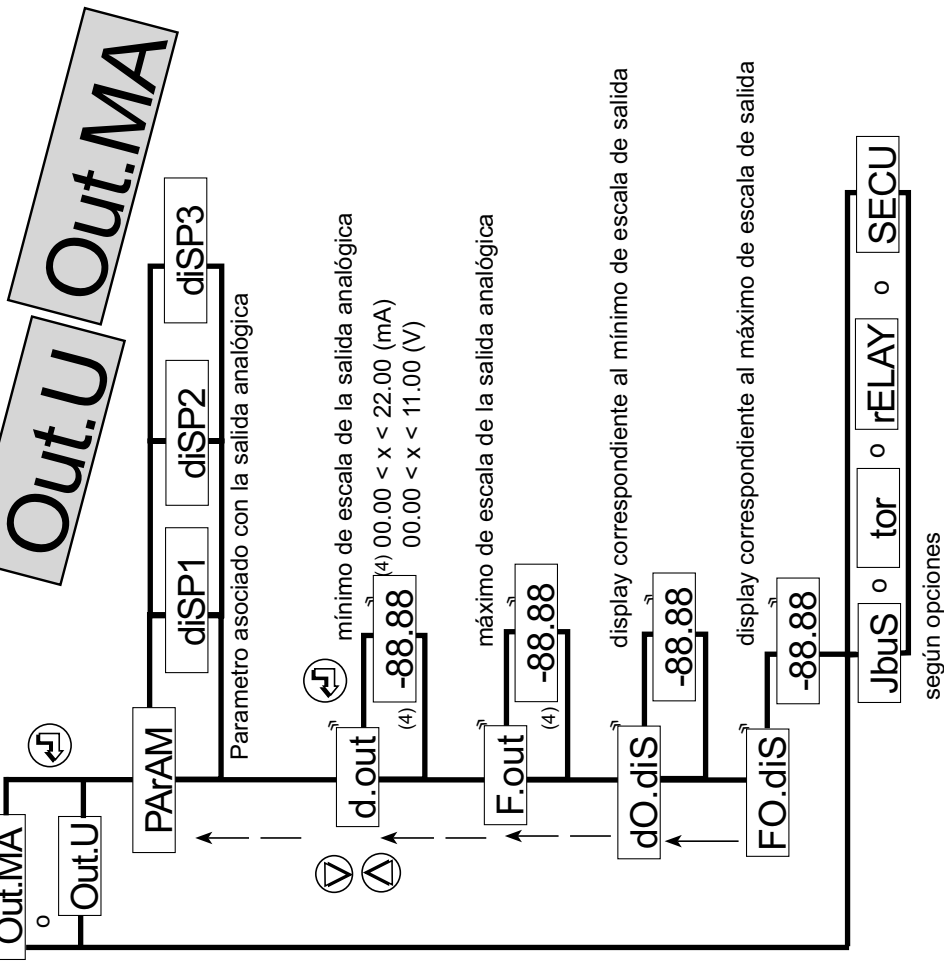 Out.U Out.MA
Out.MA
o
Out.U
PArAM
diSP1 diSP2 diSP3
Parametro asociado con la salida analógica
d.out
(4) -88.88
mínimo de escala de la salida analógica
(4) 00.00 < x < 22.00 (mA)
00.00 < x < 11.00 (V)
F.out
(4) -88.88
máximo de escala de la salida analógica
dO.diS
-88.88
display correspondiente al mínimo de escala de salida
FO.diS
-88.88
display correspondiente al máximo de escala de salida
JbuS o tor o rELAY o SECU
según opciones